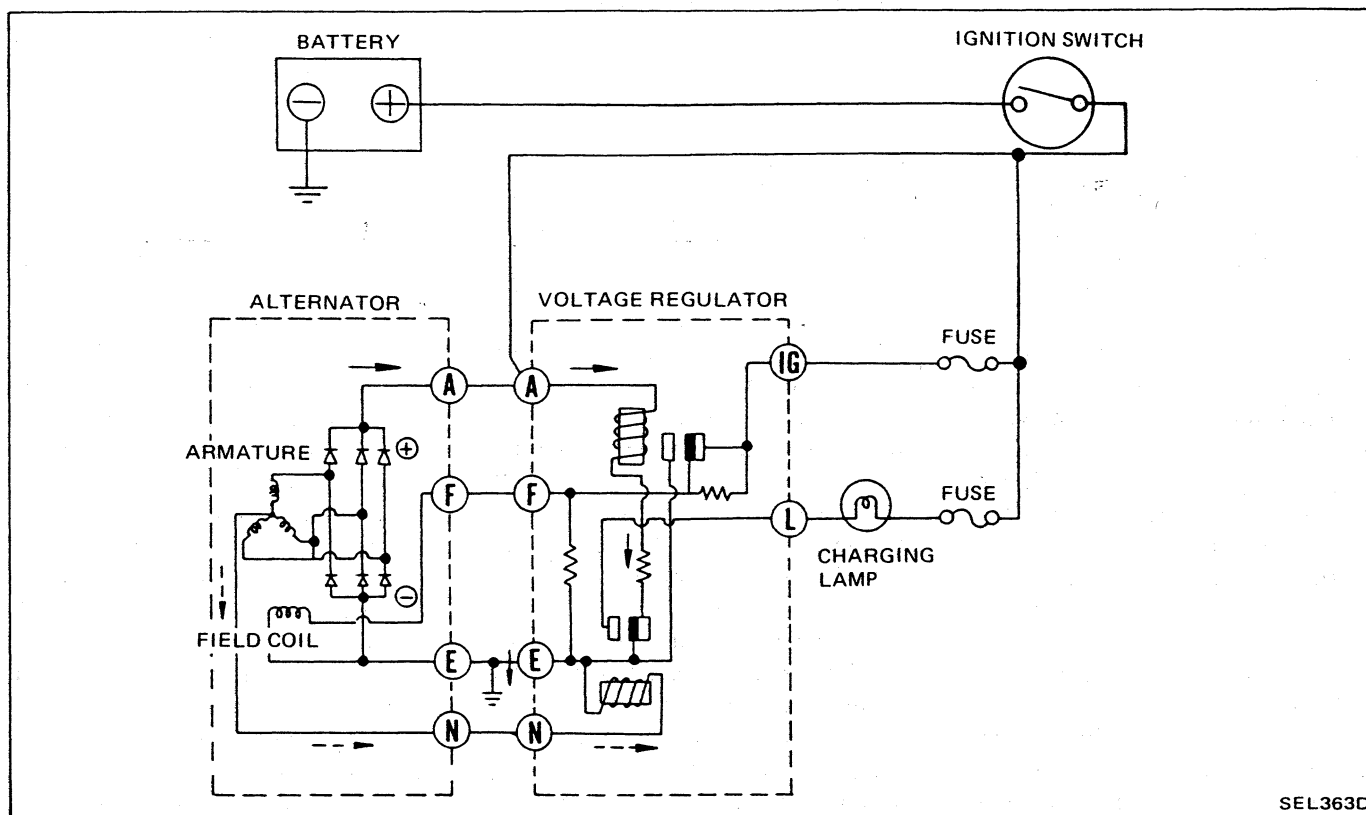 BATTERY
IGNITION SWITCH
− +
ALTERNATOR
VOLTAGE REGULATOR
FUSE
A A IG
ARMATURE +
F F
L FUSE
CHARGING
LAMP
−
FIELD COIL
E E
N N
SEL363D